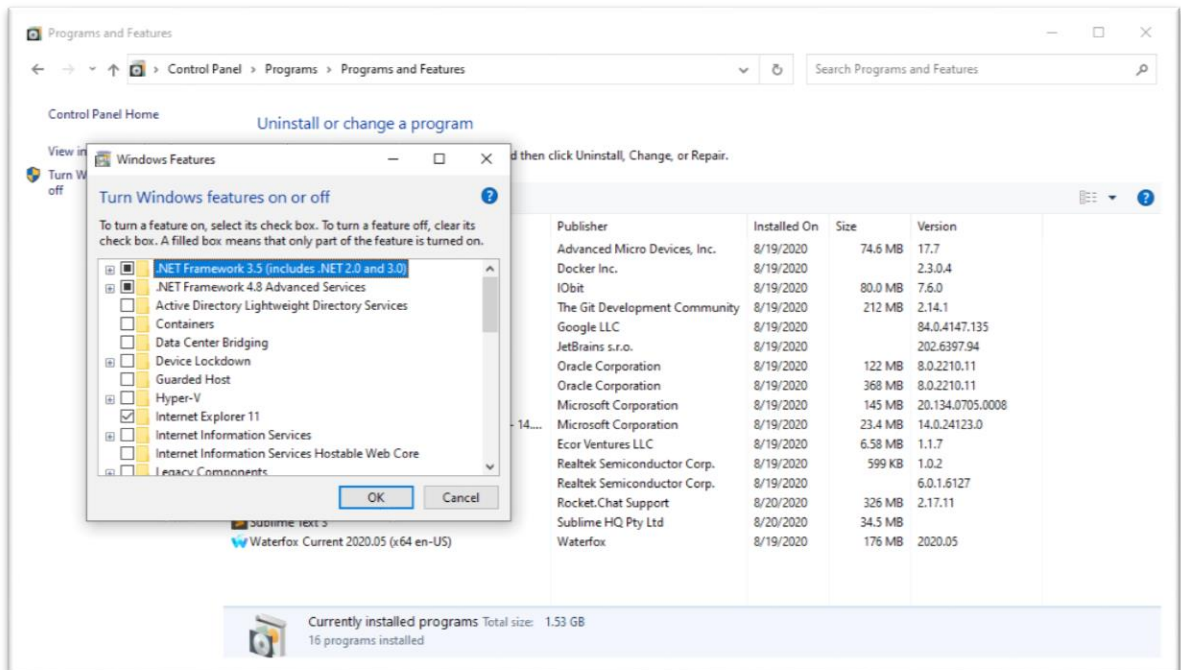 Programs and Features
Control Panel > Programs > Programs and Features
Search Programs and Features
Control Panel Home
Uninstall or change a program
View in
d then click Uninstall, Change, or Repair.
Turn W
off
Windows Features
Turn Windows features on or off
To turn a feature on, select its check box. To turn a feature off, clear its
check box. A filled box means that only part of the feature is turned on.
.NET Framework 3.5 (includes .NET 2.0 and 3.0)
.NET Framework 4.8 Advanced Services
Active Directory Lightweight Directory Services
Containers
Data Center Bridging
Device Lockdown
Guarded Host
Hyper-V
Internet Explorer 11
Internet Information Services
Internet Information Services Hostable Web Core
Legacy Components
OK Cancel
Publisher Installed On Size Version
Advanced Micro Devices, Inc. 8/19/2020 74.6 MB 17.7
Docker Inc. 8/19/2020 2.3.0.4
IObit 8/19/2020 80.0 MB 7.6.0
The Git Development Community 8/19/2020 212 MB 2.14.1
Google LLC 8/19/2020 84.0.4147.135
JetBrains s.r.o. 8/19/2020 202.6397.94
Oracle Corporation 8/19/2020 122 MB 8.0.2210.11
Oracle Corporation 8/19/2020 368 MB 8.0.2210.11
Microsoft Corporation 8/19/2020 145 MB 20.134.0705.0008
- 14.... Microsoft Corporation 8/19/2020 23.4 MB 14.0.24123.0
Ecor Ventures LLC 8/19/2020 6.58 MB 1.1.7
Realtek Semiconductor Corp. 8/19/2020 599 KB 1.0.2
Realtek Semiconductor Corp. 8/19/2020 6.0.1.6127
Rocket.Chat Support 8/20/2020 326 MB 2.17.11
Sublime Text 3 Sublime HQ Pty Ltd 8/20/2020 34.5 MB
Waterfox Current 2020.05 (x64 en-US) Waterfox 8/19/2020 176 MB 2020.05
Currently installed programs Total size: 1.53 GB
16 programs installed